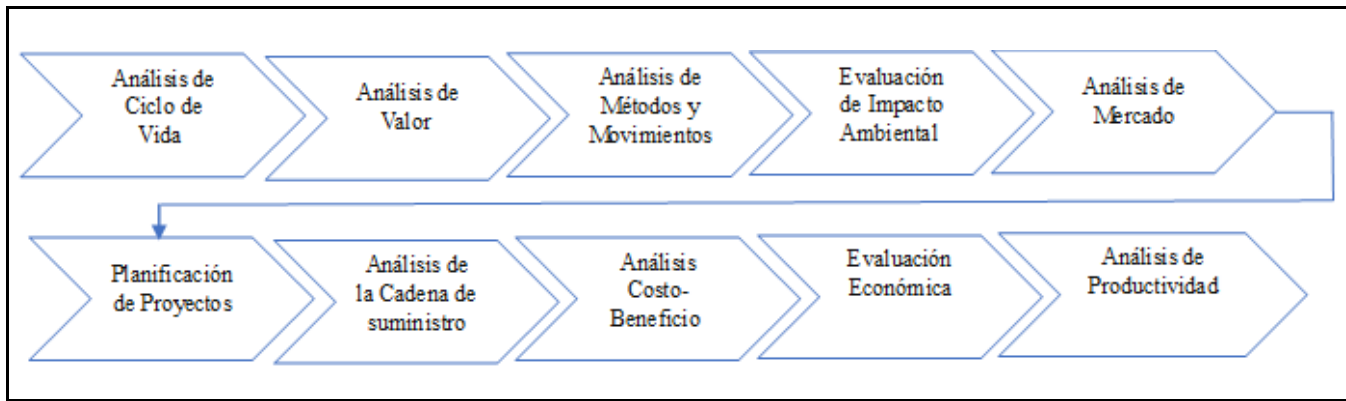 Análisis de
Ciclo de
Vida
Análisis de
Valor
Análisis de
Métodos y
Movimientos
Evaluación
de Impacto
Ambiental
Análisis de
Mercado
Planificación
de Proyectos
Análisis de
la Cadena de
suministro
Análisis
Costo-
Beneficio
Evaluación
Económica
Análisis de
Productividad